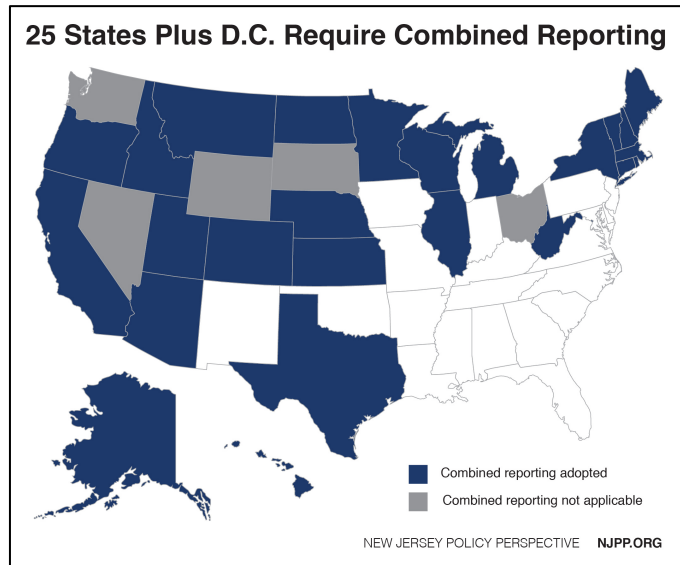 25 States Plus D.C. Require Combined Reporting
Combined reporting adopted
Combined reporting not applicable
NEW JERSEY POLICY PERSPECTIVE NJPP.ORG